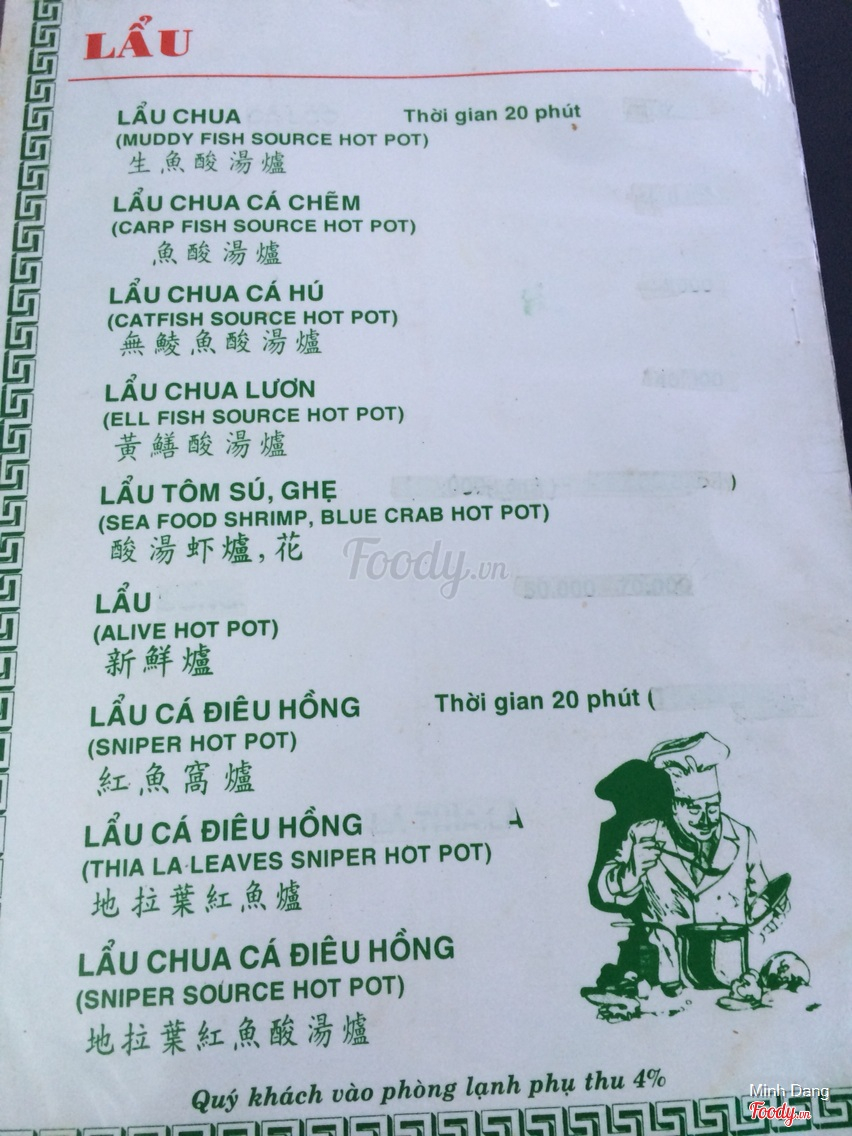 LẨU
LẨU CHUA Thời gian 20 phút
(MUDDY FISH SOURCE HOT POT)
生魚酸湯爐
LẨU CHUA CÁ CHẼM
(CARP FISH SOURCE HOT POT)
魚酸湯爐
LẨU CHUA CÁ HÚ
(CATFISH SOURCE HOT POT)
無鯪魚酸湯爐
LẨU CHUA LƯƠN
(ELL FISH SOURCE HOT POT)
黃鱔酸湯爐
LẨU TÔM SÚ, GHẸ )
(SEA FOOD SHRIMP, BLUE CRAB HOT POT)
酸湯虾爐,花
Foody.vn
LẨU
(ALIVE HOT POT)
新鮮爐
LẨU CÁ ĐIÊU HỒNG Thời gian 20 phút (
(SNIPER HOT POT)
紅魚窩爐
LẨU CÁ ĐIÊU HỒNG
(THIA LA LEAVES SNIPER HOT POT)
地拉葉紅魚爐
LẨU CHUA CÁ ĐIÊU HỒNG
(SNIPER SOURCE HOT POT)
地拉葉紅魚酸湯爐
Quý khách vào phòng lạnh phụ thu 4%
Minh Dang
Foody.vn